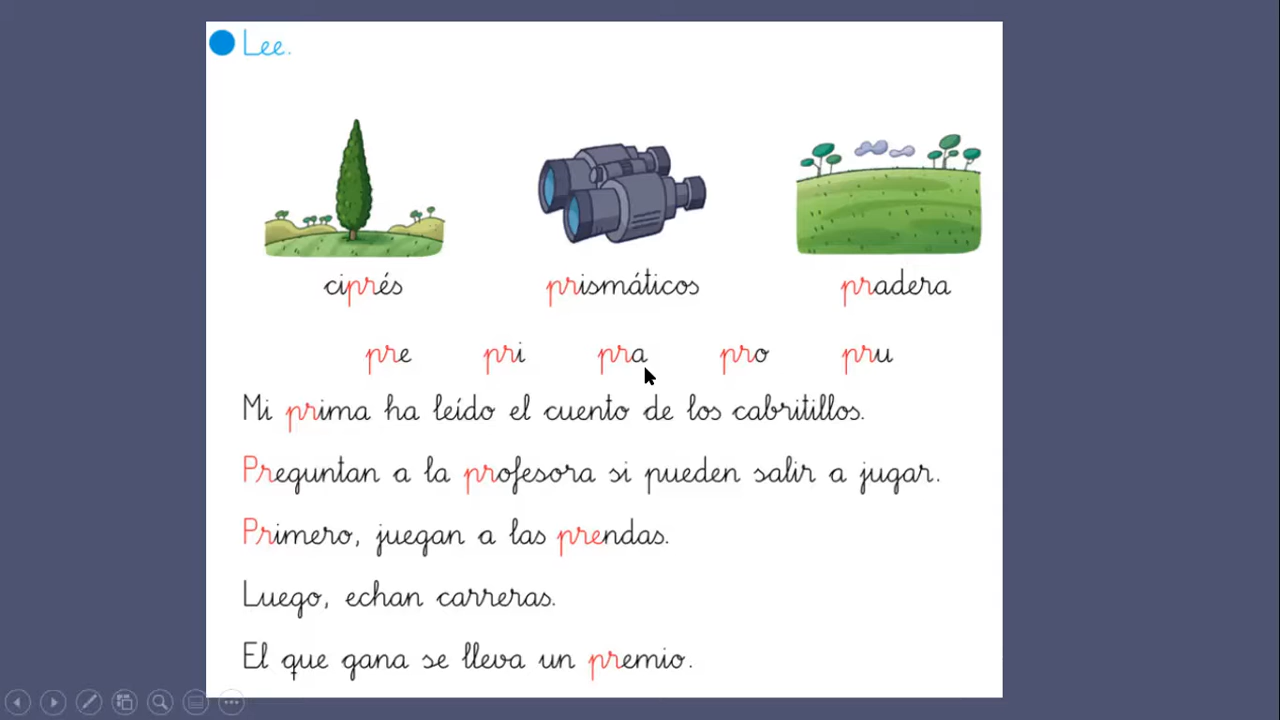 Lee.
ciprés prismáticos pradera
pre pri pra pro pru
Mi prima ha leído el cuento de los cabritillos.
Preguntan a la profesora si pueden salir a jugar.
Primero, juegan a las prendas.
Luego, echan carreras.
El que gana se lleva un premio.